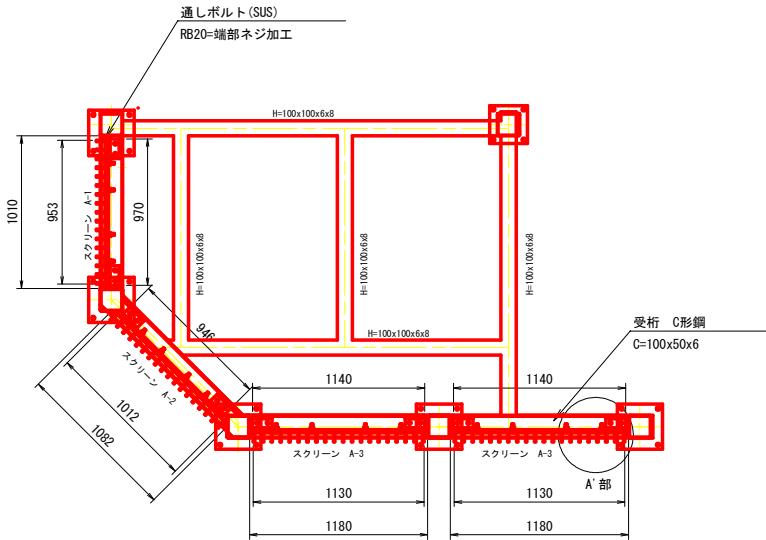 通しボルト(SUS)
RB20=端部ネジ加工
H=100x100x6x8
1010
953
スクリーン A-1
970
H=100x100x6x8
H=100x100x6x8
H=100x100x6x8
946
H=100x100x6x8
受桁 C形鋼
C=100x50x6
スクリーン A-2
1012
1082
1140
1140
スクリーン A-3
スクリーン A-3
A'部
1130
1130
1180
1180